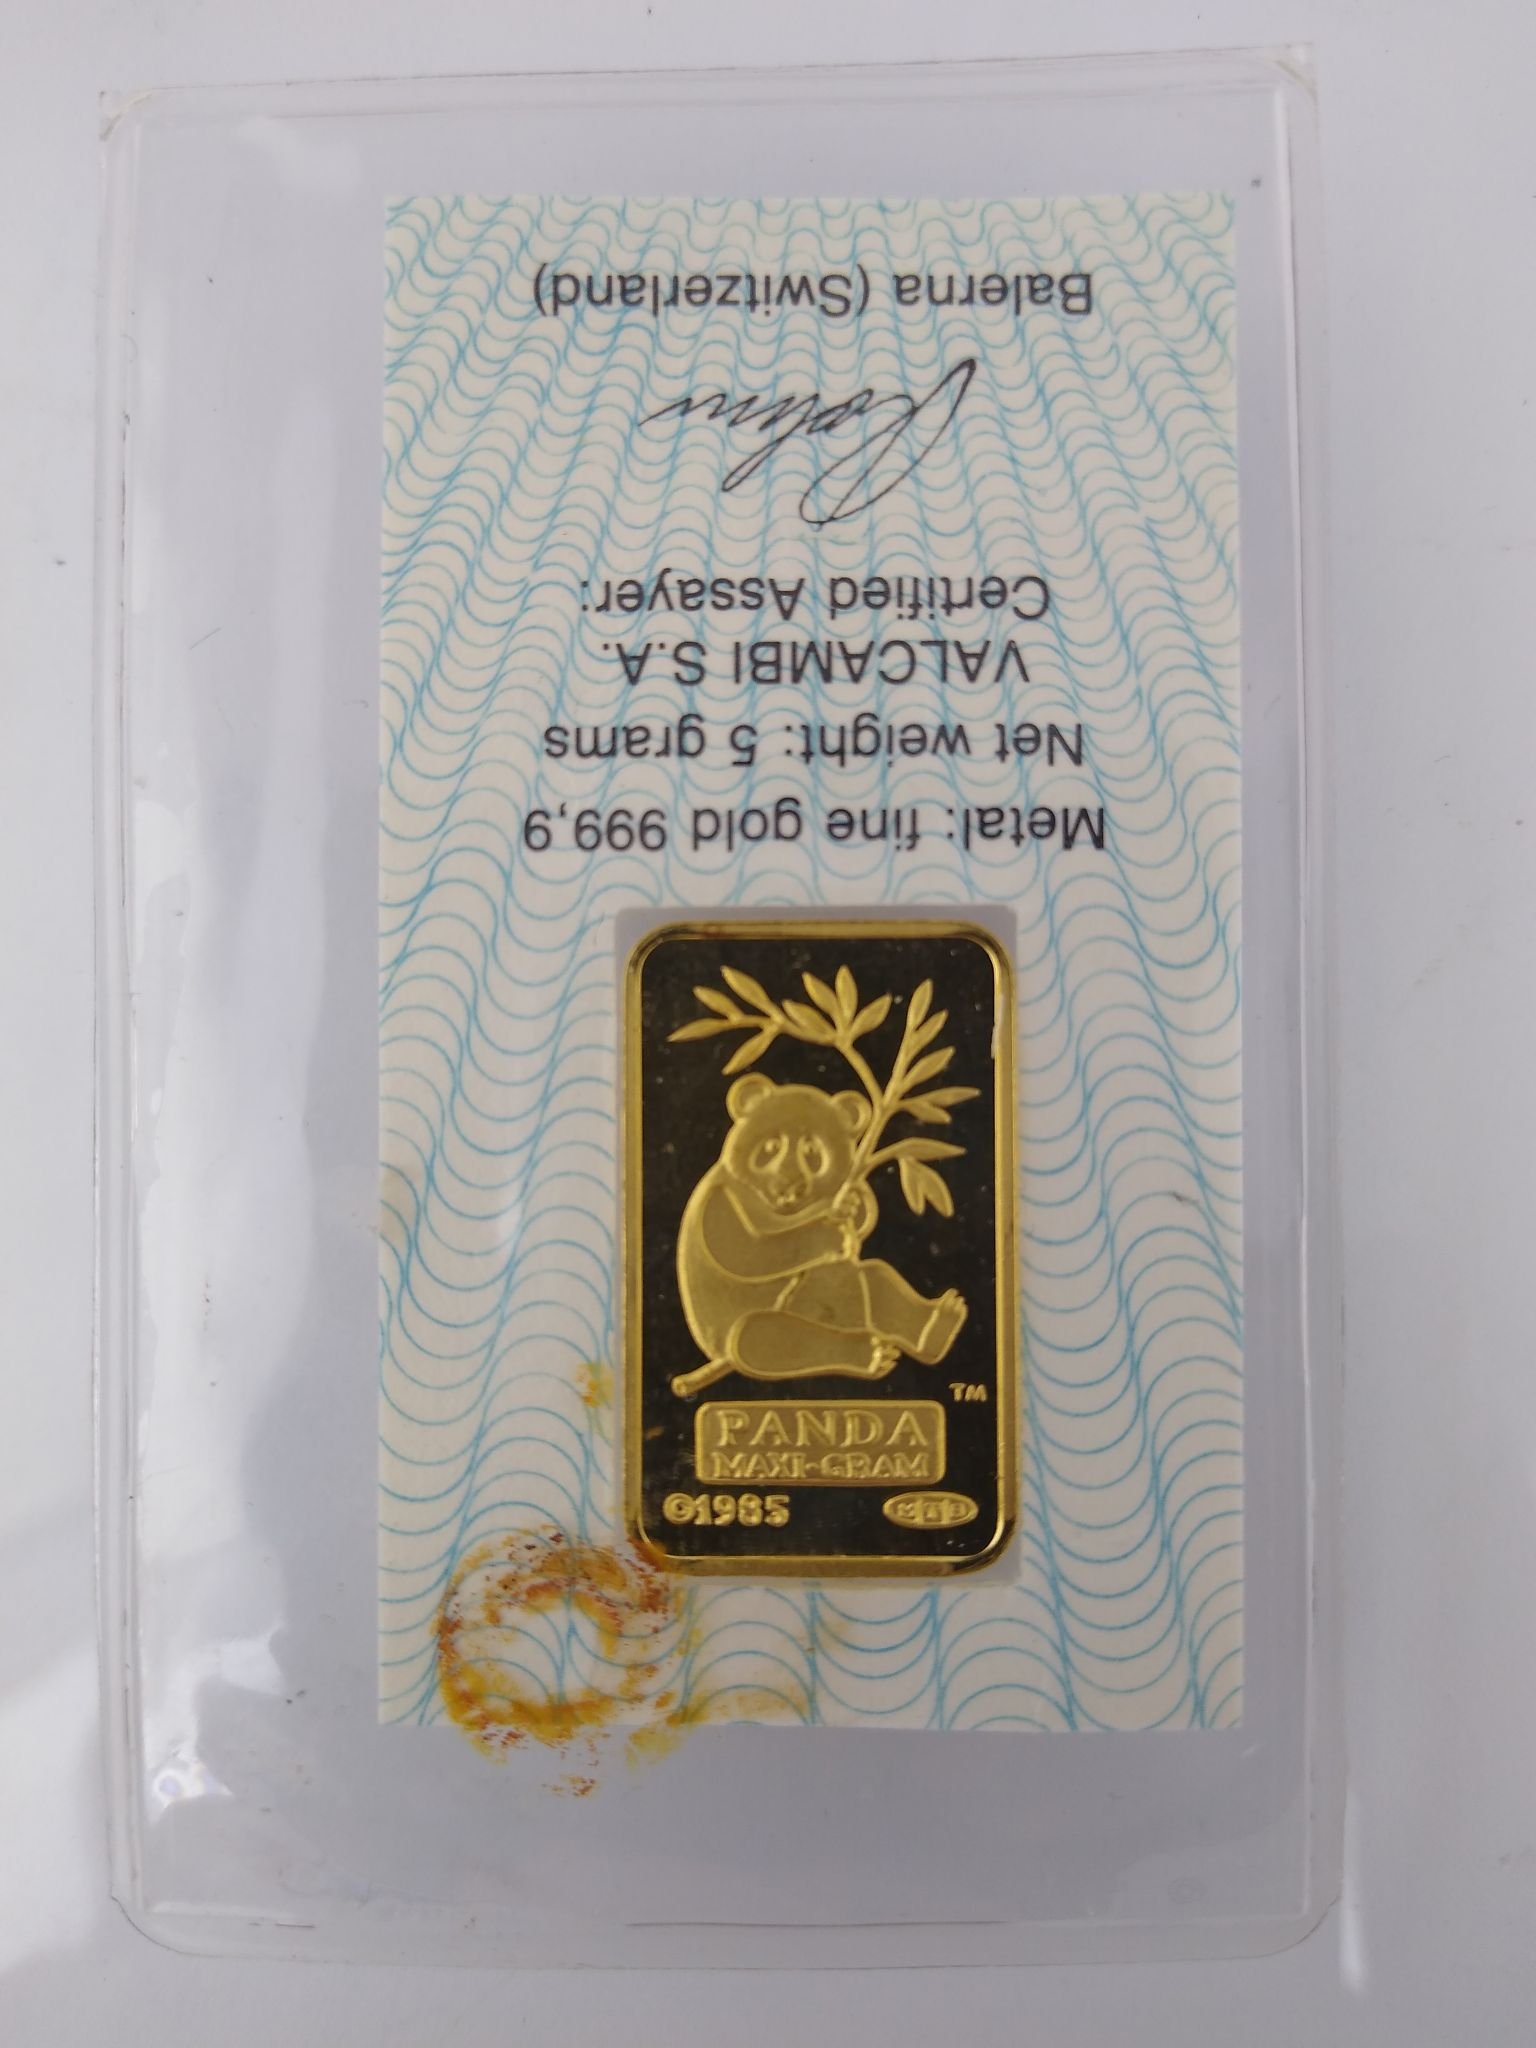 Metal: fine gold 999,9
Net weight: 5 grams
VALCAMBI S.A.
Certified Assayer:
Balerna (Switzerland)
TM
PANDA
MAXI-GRAM
©1985
MTB